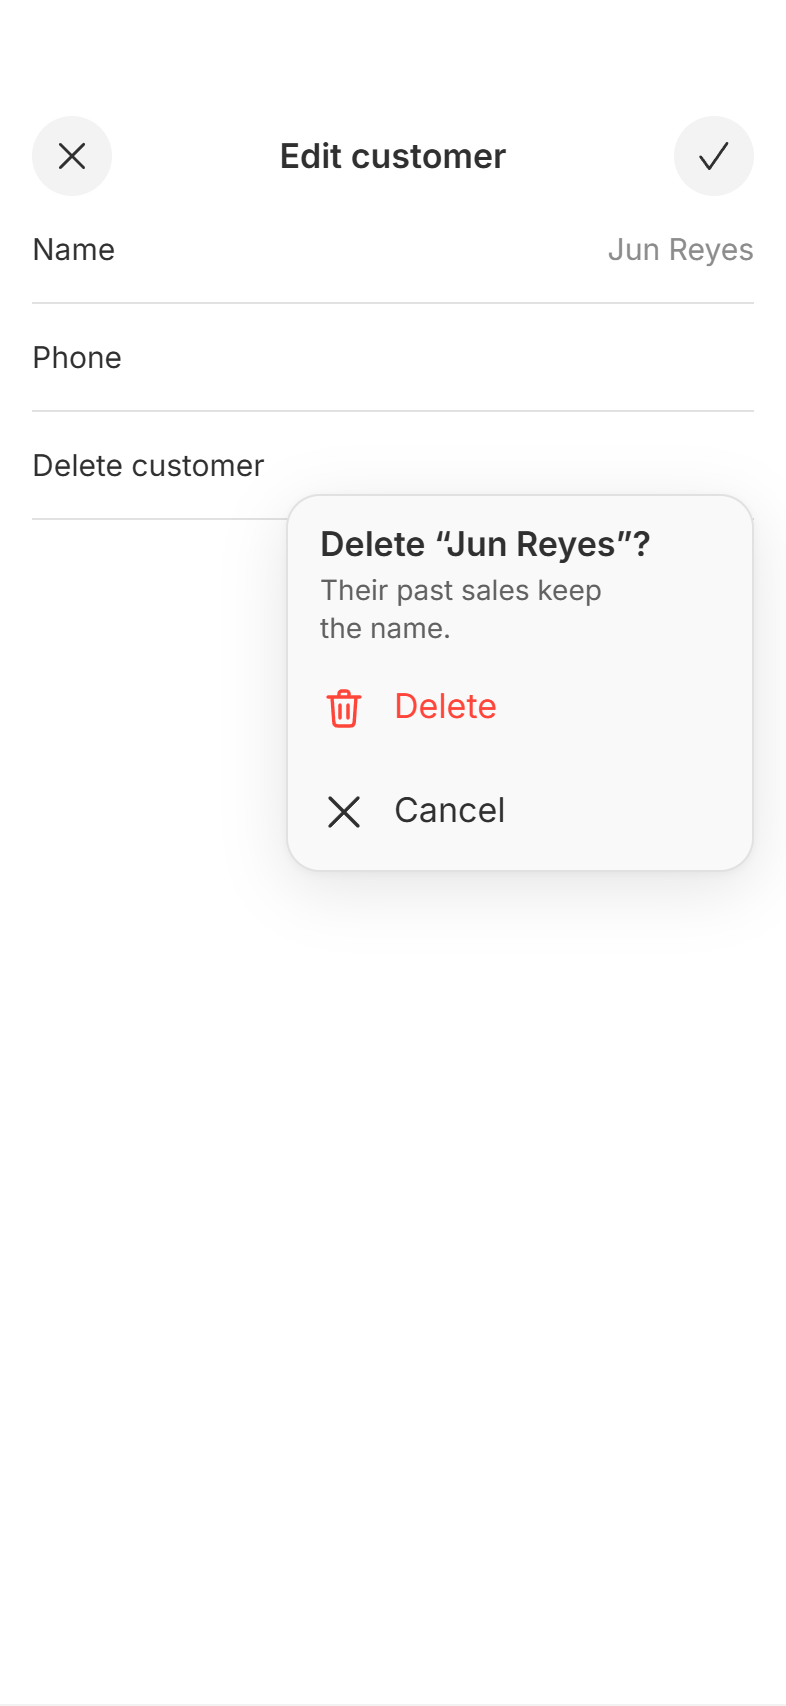 Edit customer
Name
Jun Reyes
Phone
Delete customer
Delete “Jun Reyes”?
Their past sales keep
the name.
Delete
Cancel